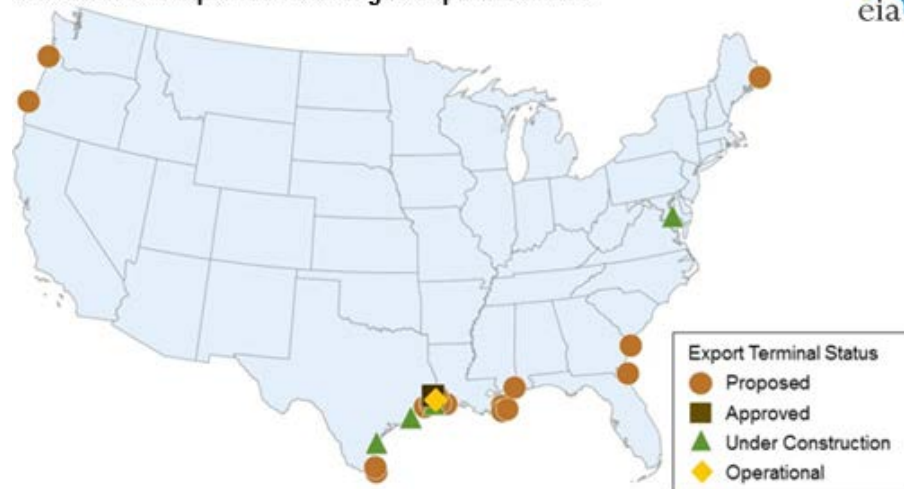 eia
Export Terminal Status
Proposed
Approved
Under Construction
Operational